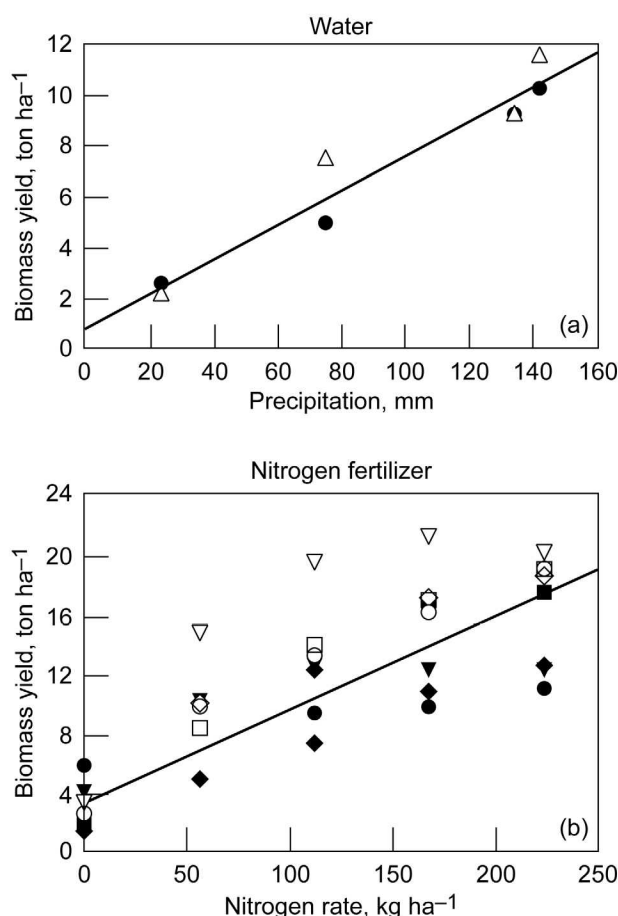 Water
Biomass yield, ton ha⁻¹
12
10
8
6
4
2
0
0 20 40 60 80 100 120 140 160
(a)
Precipitation, mm
Nitrogen fertilizer
Biomass yield, ton ha⁻¹
24
20
16
12
8
4
0
0 50 100 150 200 250
(b)
Nitrogen rate, kg ha⁻¹